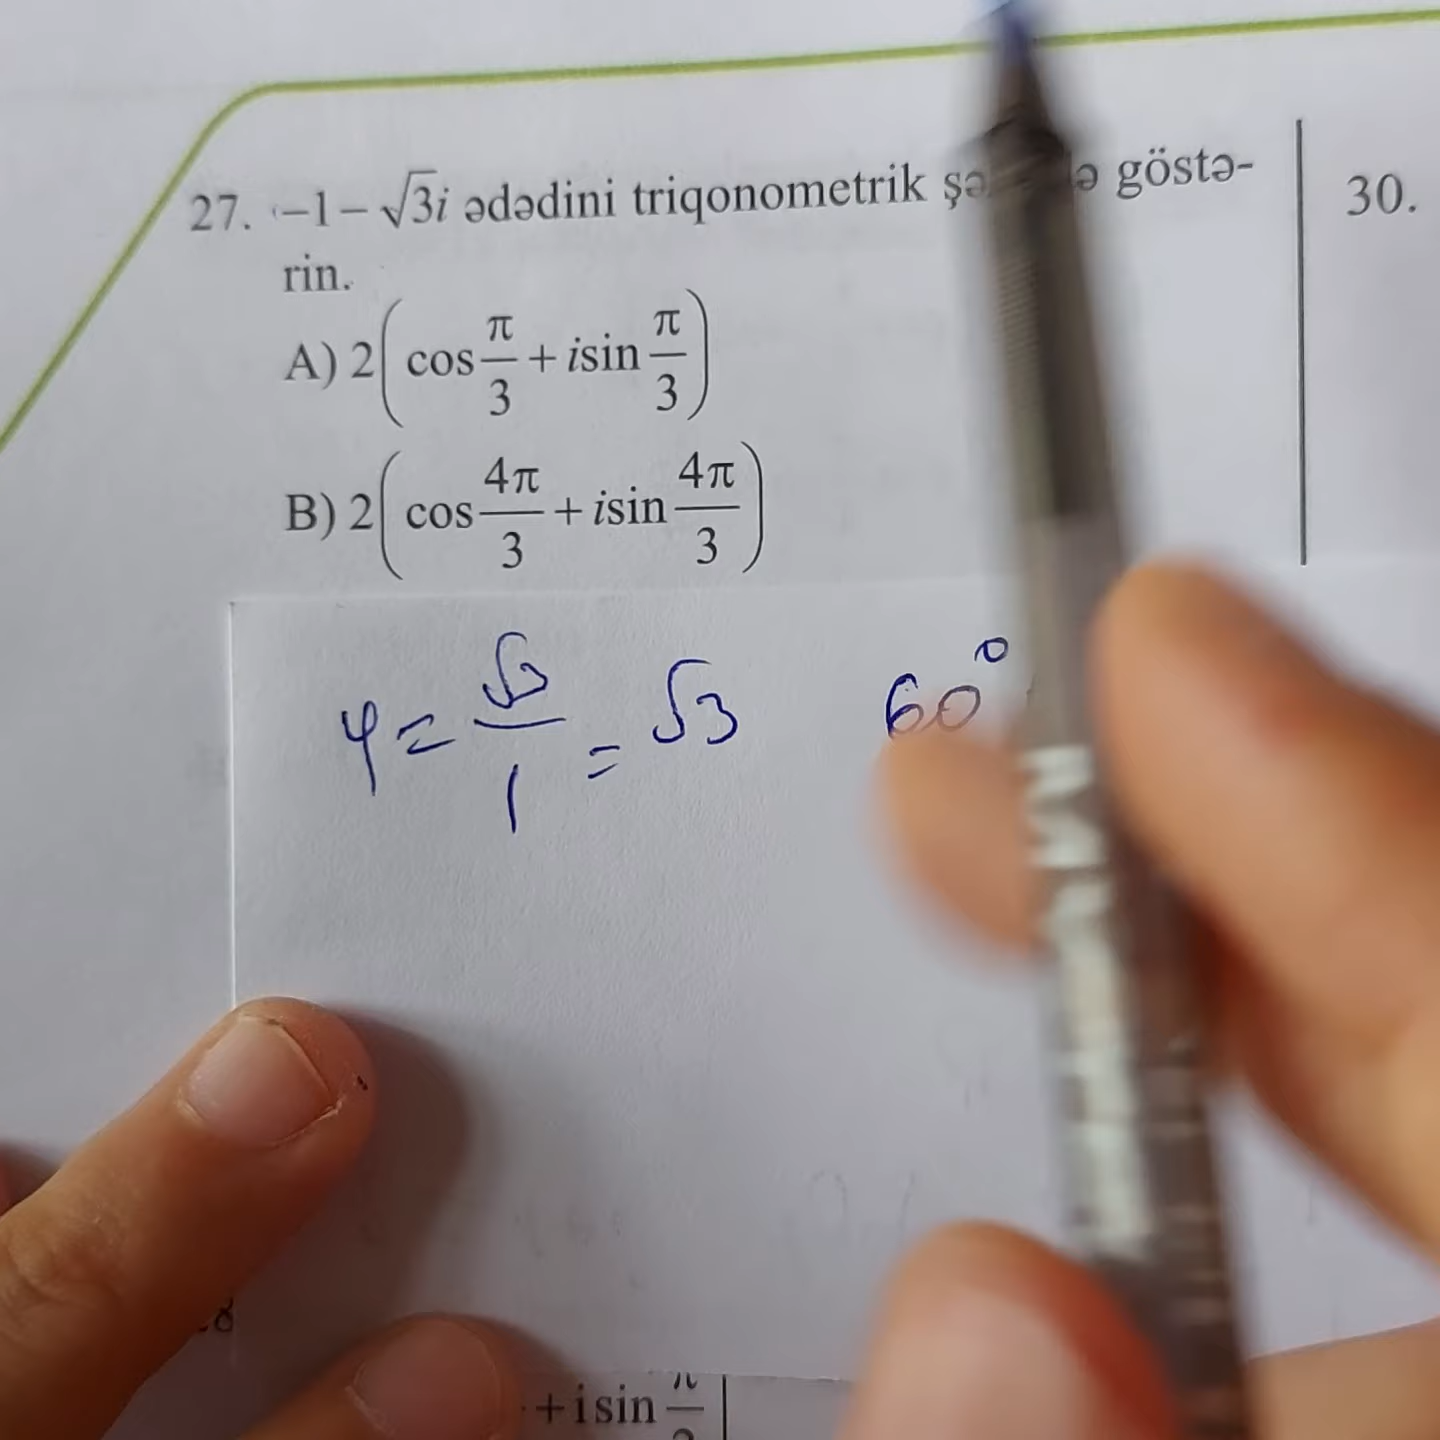 27. -1 – √3i ədədini triqonometrik göstə-
rin.
30.
A) 2(cos π/3 + isin π/3)
B) 2(cos 4π/3 + isin 4π/3)
φ = √3/1 = √3 60°
8
+isin π